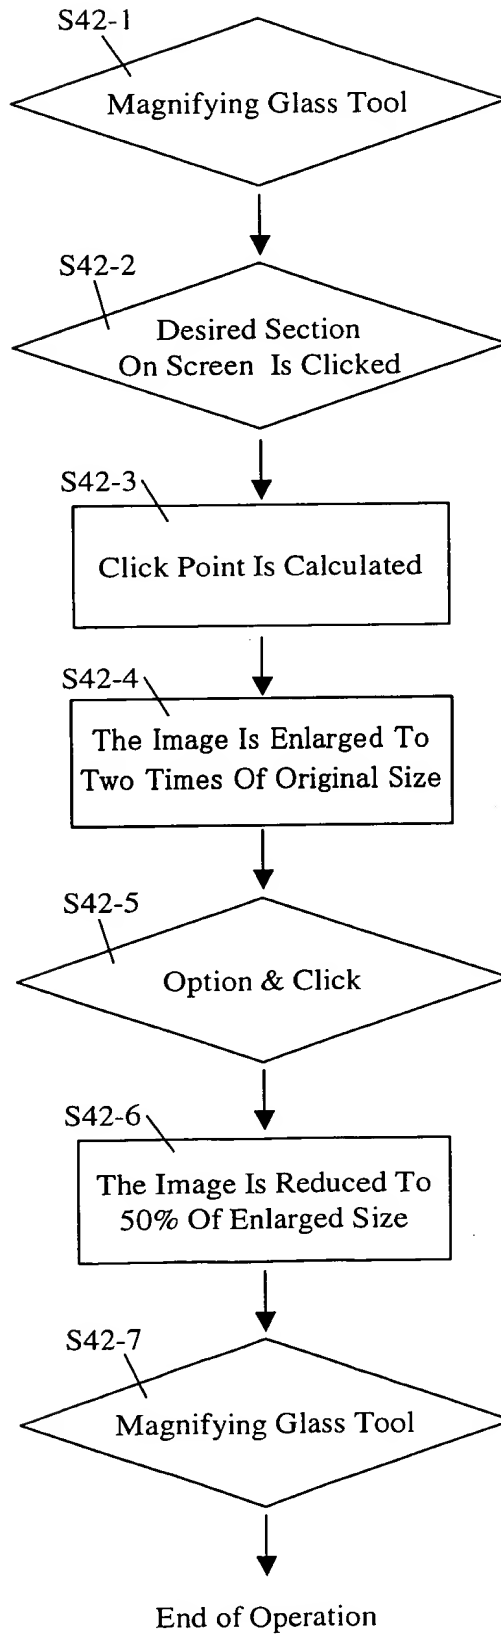 S42-1
Magnifying Glass Tool
S42-2
Desired Section
On Screen Is Clicked
S42-3
Click Point Is Calculated
S42-4
The Image Is Enlarged To
Two Times Of Original Size
S42-5
Option & Click
S42-6
The Image Is Reduced To
50% Of Enlarged Size
S42-7
Magnifying Glass Tool
End of Operation